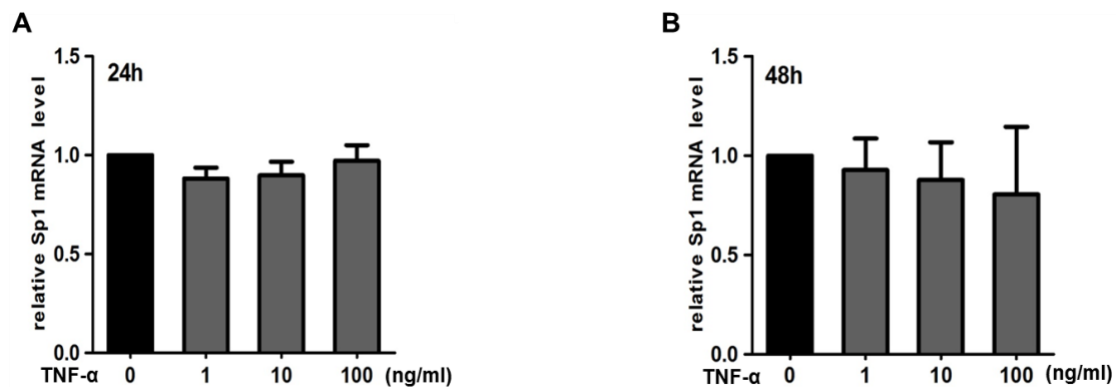 A
relative Sp1 mRNA level
1.5
1.0
0.5
0.0
24h
TNF-α 0 1 10 100 (ng/ml)
B
relative Sp1 mRNA level
1.5
1.0
0.5
0.0
48h
TNF-α 0 1 10 100 (ng/ml)